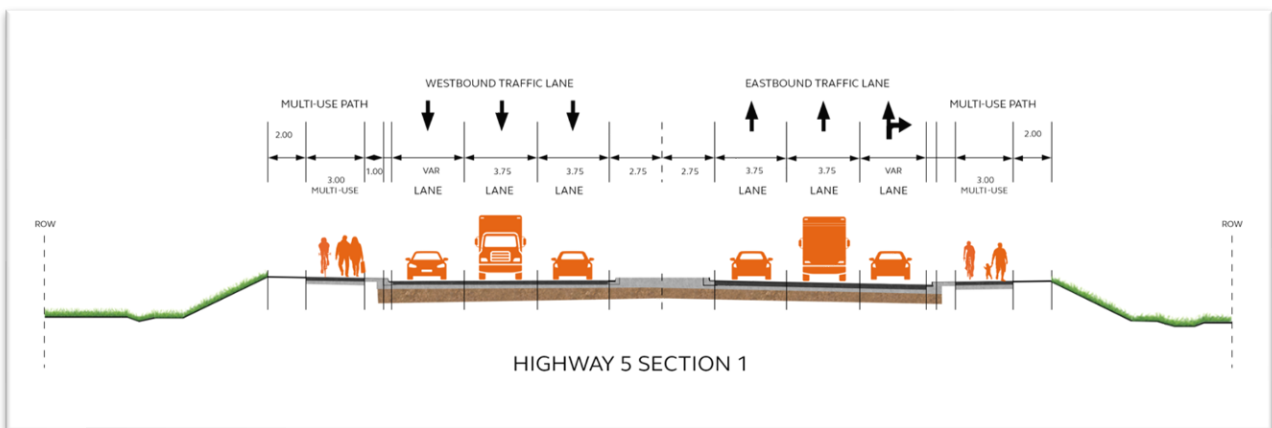 WESTBOUND TRAFFIC LANE
EASTBOUND TRAFFIC LANE
MULTI-USE PATH
MULTI-USE PATH
2.00
2.00
3.00
1.00
VAR
3.75
3.75
2.75
2.75
3.75
3.75
VAR
3.00
MULTI-USE
LANE
LANE
LANE
LANE
LANE
LANE
MULTI-USE
ROW
ROW
HIGHWAY 5 SECTION 1